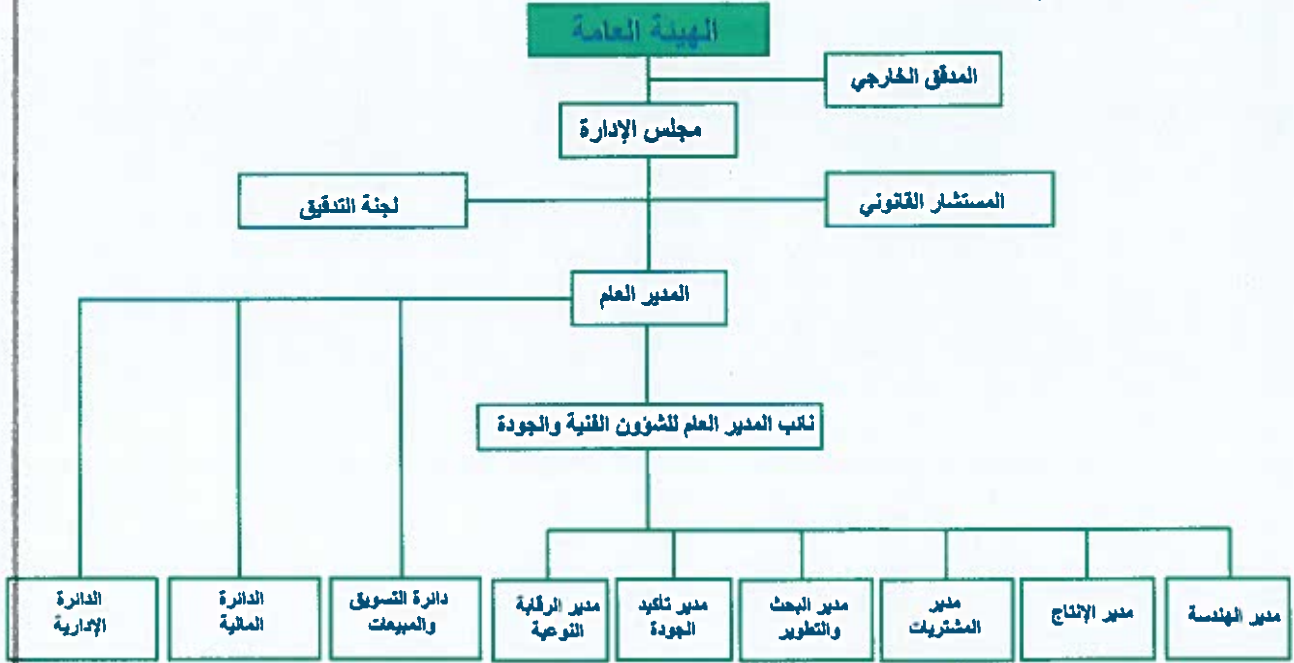 الهيئة العامة
المدقق الخارجي
مجلس الإدارة
المستشار القانوني
لجنة التدقيق
المدير العام
نائب المدير العام للشؤون الفنية والجودة
مدير الهندسة
مدير الإنتاج
مدير
المشتريات
مدير البحث
والتطوير
مدير تأكيد
الجودة
مدير الرقابة
النوعية
دائرة التسويق
والمبيعات
الدائرة
المالية
الدائرة
الإدارية